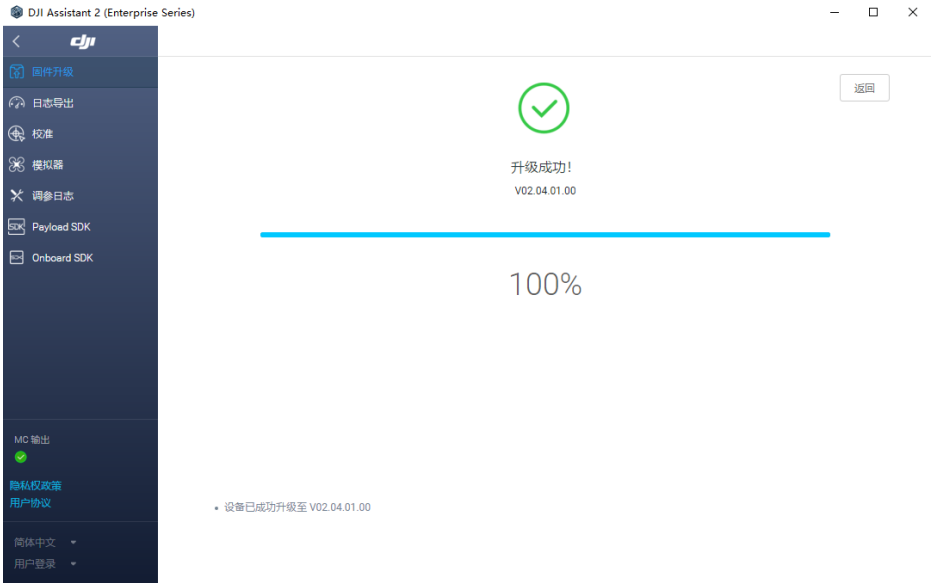 DJI Assistant 2 (Enterprise Series)
dji
固件升级
日志导出
校准
模拟器
调参日志
SDK Payload SDK
Onboard SDK
MC 输出
隐私权政策
用户协议
简体中文
用户登录
返回
升级成功！
V02.04.01.00
100%
设备已成功升级至 V02.04.01.00